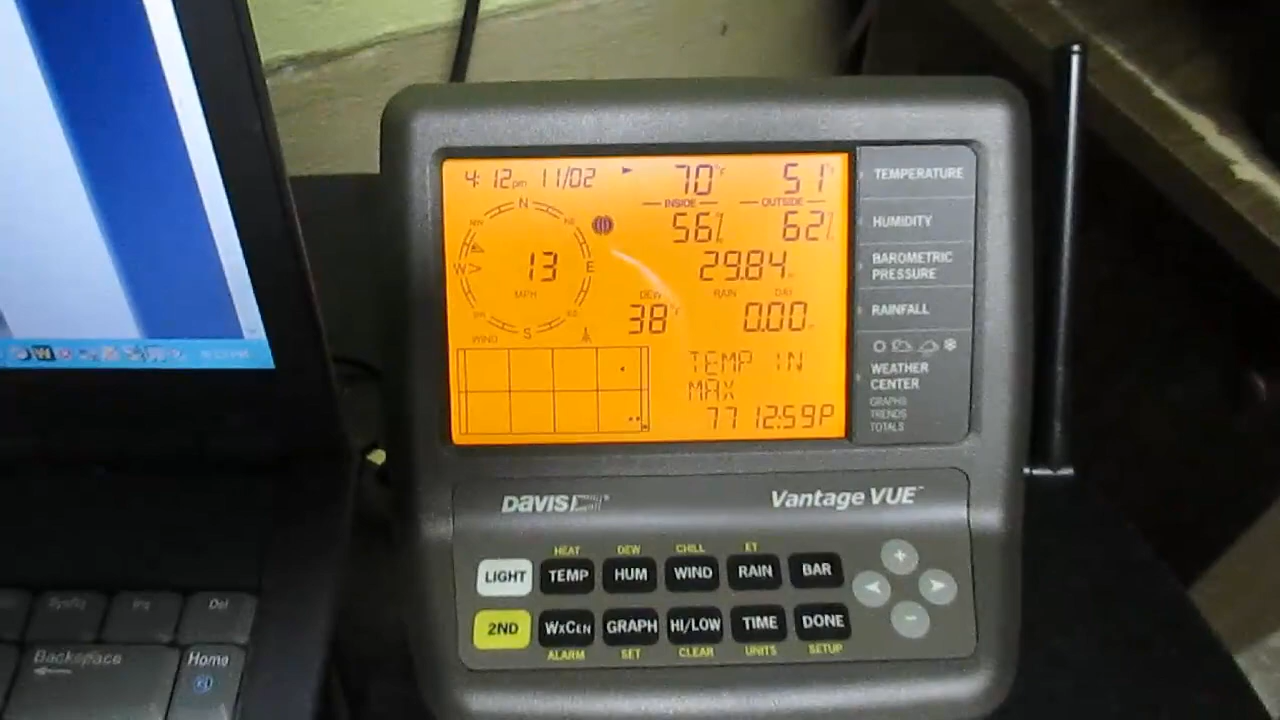 4:12pm 11/02 70°F 51°F
INSIDE OUTSIDE
56% 62%
N
E
S
W
13
MPH
29.84
DEW RAIN DAY
38°F 0.00
WIND
TEMP IN
MAX
77 12:59P
TEMPERATURE
HUMIDITY
BAROMETRIC
PRESSURE
RAINFALL
WEATHER
CENTER
GRAPHS
TRENDS
TOTALS
DAVIS Vantage VUE™
HEAT DEW CHILL ET
LIGHT TEMP HUM WIND RAIN BAR
+
-
2ND WxCEN GRAPH HI/LOW TIME DONE
ALARM SET CLEAR UNITS SETUP
SysRq Brk Del
Backspace Home
W